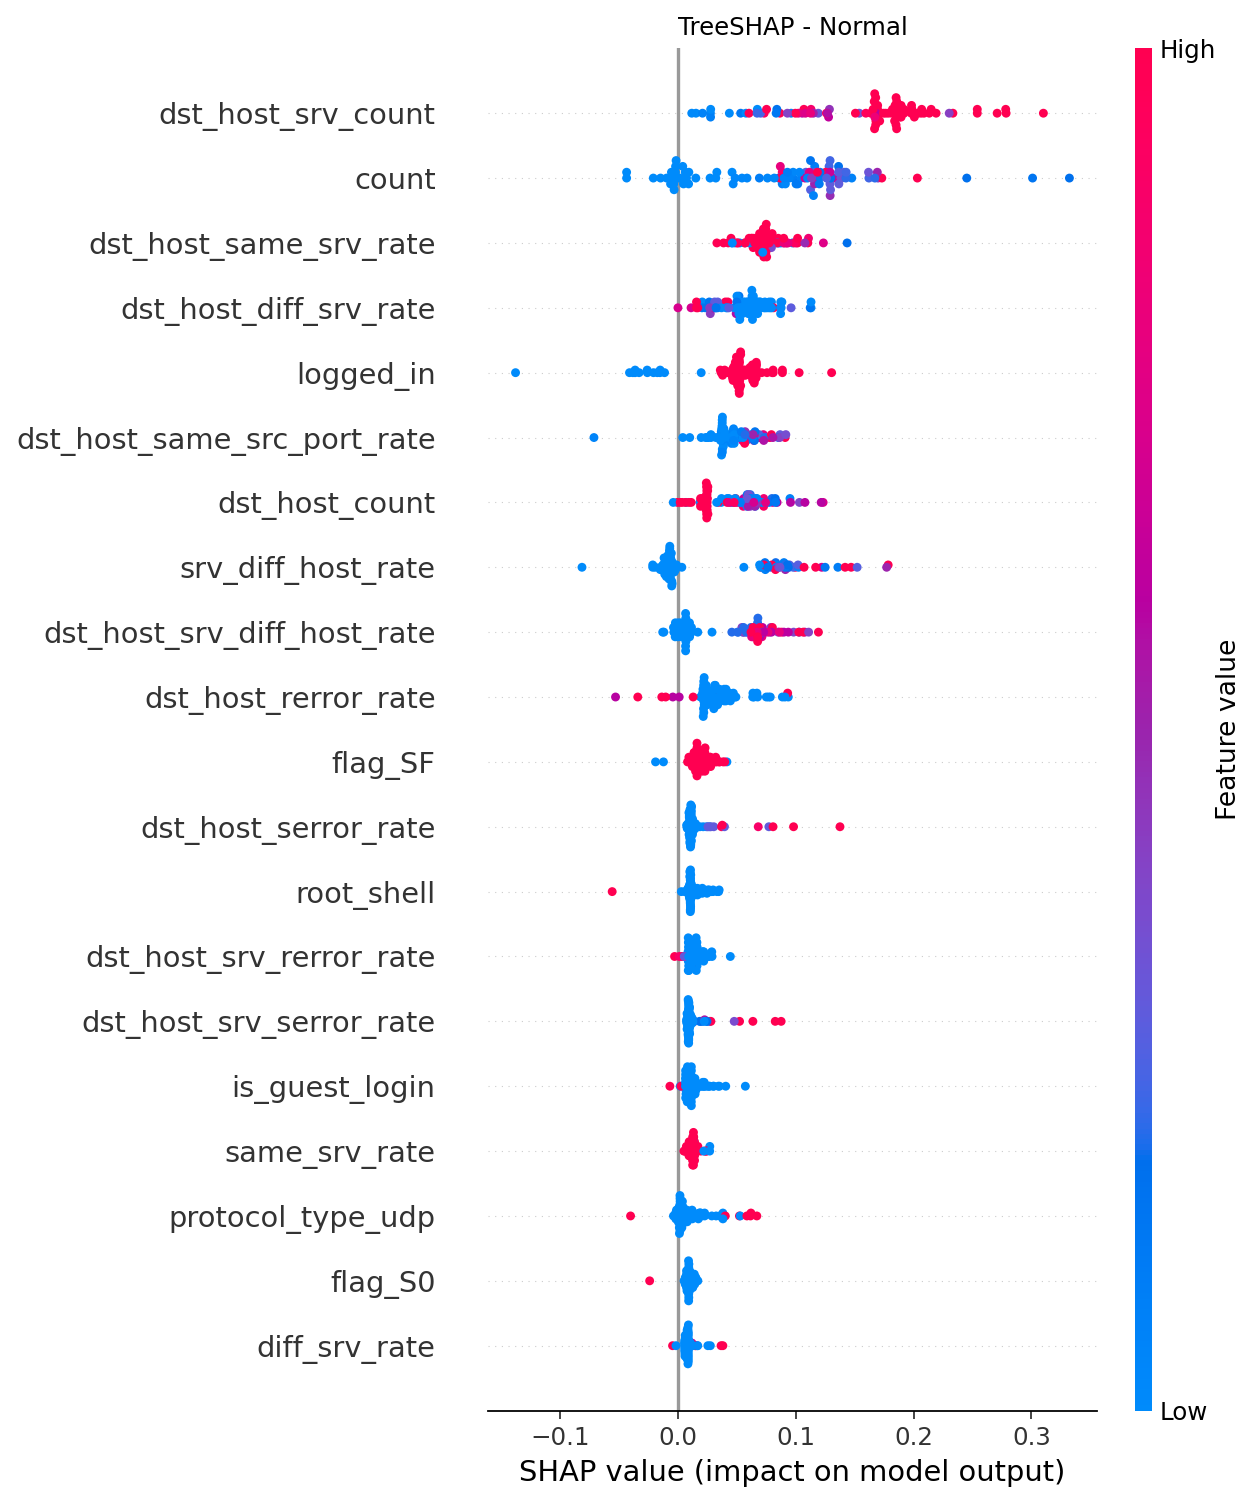 TreeSHAP - Normal
High
dst_host_srv_count
count
dst_host_same_srv_rate
dst_host_diff_srv_rate
logged_in
dst_host_same_src_port_rate
dst_host_count
srv_diff_host_rate
dst_host_srv_diff_host_rate
dst_host_rerror_rate
flag_SF
dst_host_serror_rate
root_shell
dst_host_srv_rerror_rate
dst_host_srv_serror_rate
is_guest_login
same_srv_rate
protocol_type_udp
flag_S0
diff_srv_rate
Feature value
Low
−0.1 0.0 0.1 0.2 0.3
SHAP value (impact on model output)